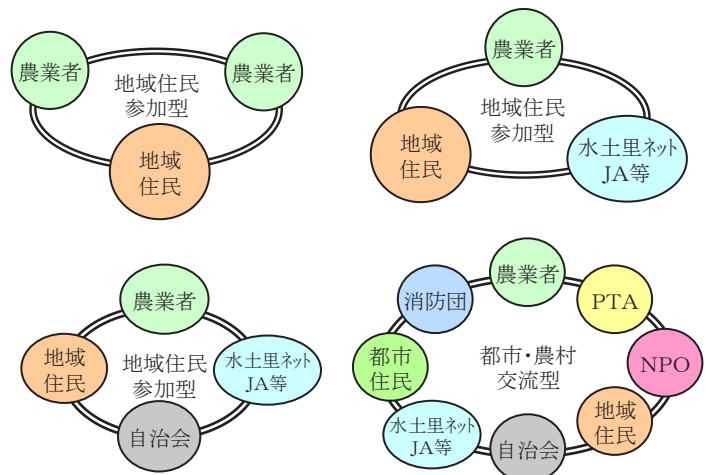 農業者
農業者
地域住民
参加型
地域
住民
農業者
地域住民
参加型
地域
住民
水土里ネット
JA等
農業者
地域
住民
地域住民
参加型
水土里ネット
JA等
自治会
農業者
消防団
PTA
都市
住民
都市・農村
交流型
NPO
地域
住民
水土里ネット
JA等
自治会